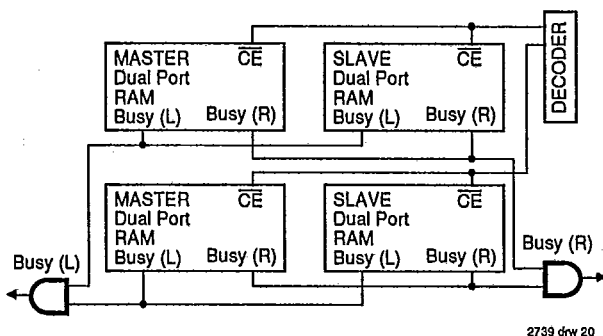 MASTER
Dual Port
RAM
Busy (L) Busy (R)
CE
SLAVE
Dual Port
RAM
Busy (L) Busy (R)
CE
DECODER
MASTER
Dual Port
RAM
Busy (L) Busy (R)
CE
SLAVE
Dual Port
RAM
Busy (L) Busy (R)
CE
Busy (L)
Busy (R)
2739 drw 20